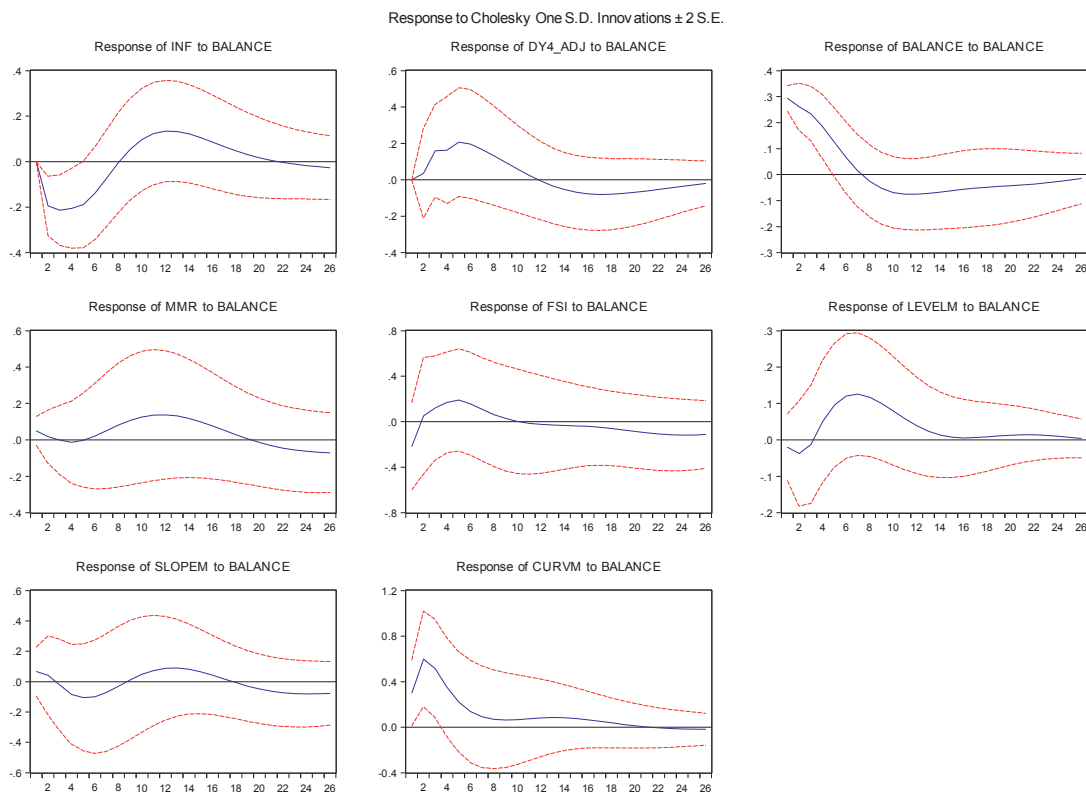 Response to Cholesky One S.D. Innovations ± 2 S.E.
Response of INF to BALANCE
.4
.2
.0
-.2
-.4
2 4 6 8 10 12 14 16 18 20 22 24 26
Response of DY4_ADJ to BALANCE
.6
.4
.2
.0
-.2
-.4
2 4 6 8 10 12 14 16 18 20 22 24 26
Response of BALANCE to BALANCE
.4
.3
.2
.1
.0
-.1
-.2
-.3
2 4 6 8 10 12 14 16 18 20 22 24 26
Response of MMR to BALANCE
.6
.4
.2
.0
-.2
-.4
2 4 6 8 10 12 14 16 18 20 22 24 26
Response of FSI to BALANCE
.8
.4
.0
-.4
-.8
2 4 6 8 10 12 14 16 18 20 22 24 26
Response of LEVELM to BALANCE
.3
.2
.1
.0
-.1
-.2
2 4 6 8 10 12 14 16 18 20 22 24 26
Response of SLOPEM to BALANCE
.6
.4
.2
.0
-.2
-.4
-.6
2 4 6 8 10 12 14 16 18 20 22 24 26
Response of CURVM to BALANCE
1.2
0.8
0.4
0.0
-0.4
2 4 6 8 10 12 14 16 18 20 22 24 26